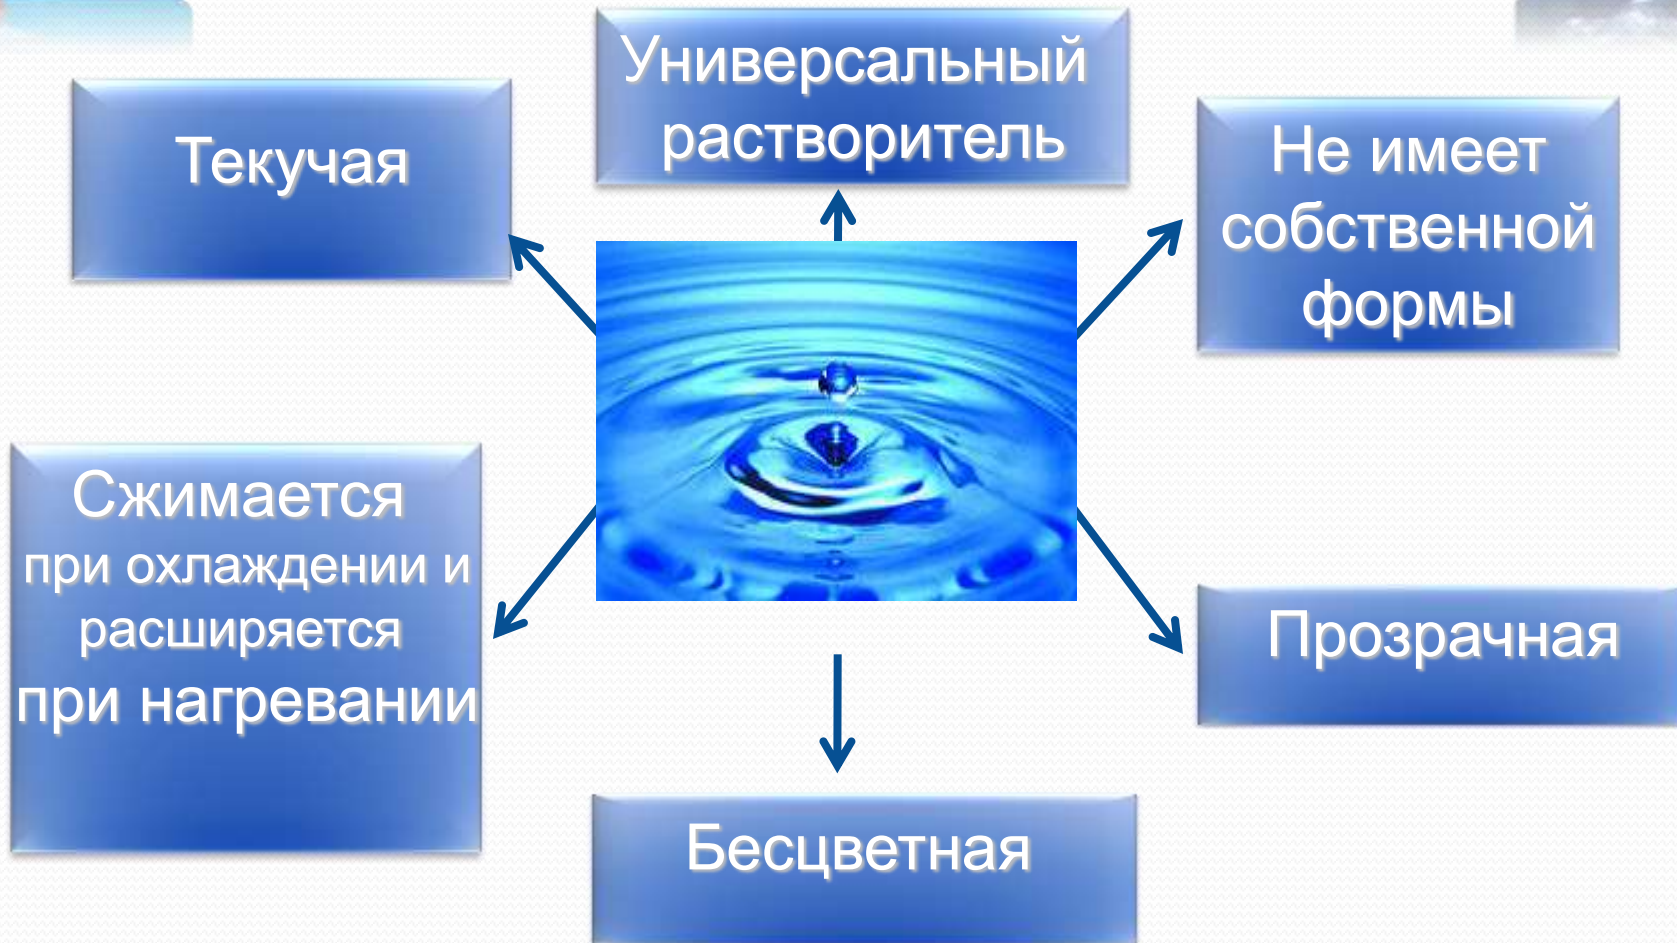 Универсальный
растворитель
Текучая
Не имеет
собственной
формы
Сжимается
при охлаждении и
расширяется
при нагревании
Прозрачная
Бесцветная